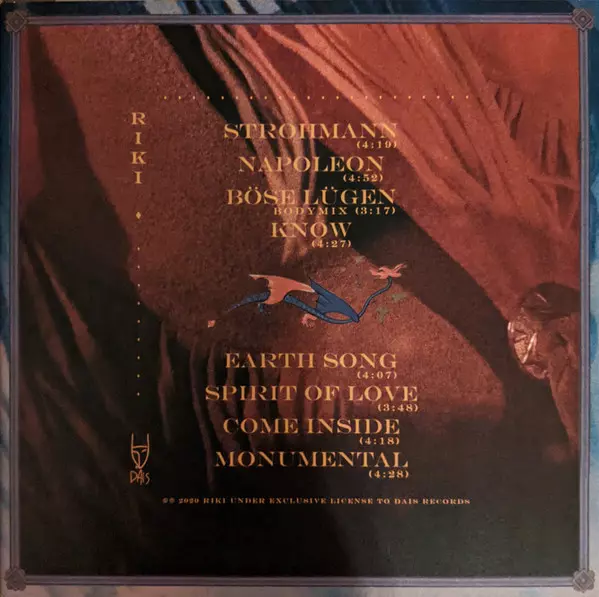 RIKI
STROHMANN
(4:19)
NAPOLEON
(4:52)
BÖSE LÜGEN
BODYMIX (3:17)
KNOW
(4:27)
EARTH SONG
(4:07)
SPIRIT OF LOVE
(3:48)
COME INSIDE
(4:18)
MONUMENTAL
(4:28)
DAIS
©℗ 2020 RIKI UNDER EXCLUSIVE LICENSE TO DAIS RECORDS